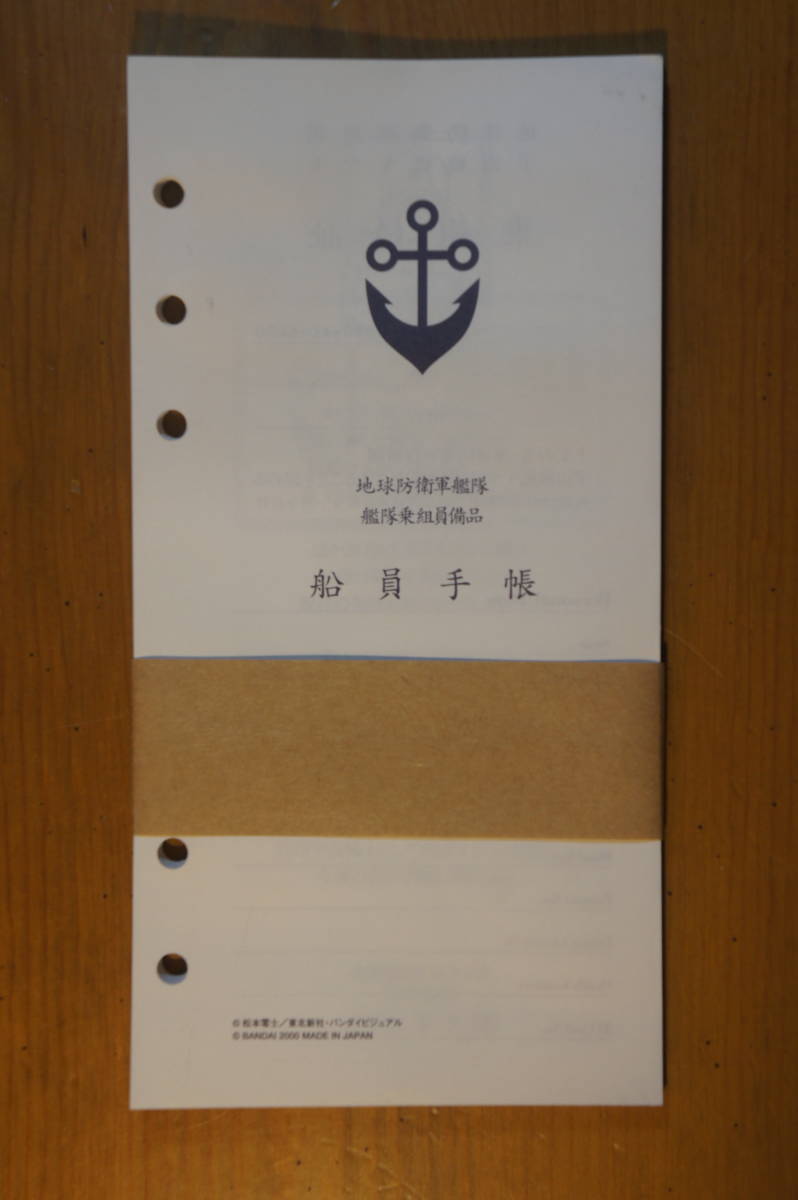 地球防衛軍艦隊
艦隊乗組員備品
船員手帳
© 松本零士／東北新社・バンダイビジュアル
© BANDAI 2000 MADE IN JAPAN